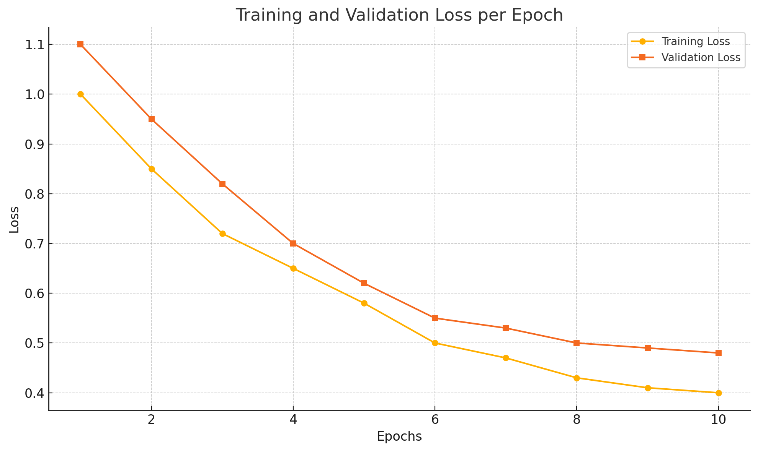 Training and Validation Loss per Epoch
Training Loss
Validation Loss
1.1
1.0
0.9
0.8
0.7
0.6
0.5
0.4
Loss
2 4 6 8 10
Epochs